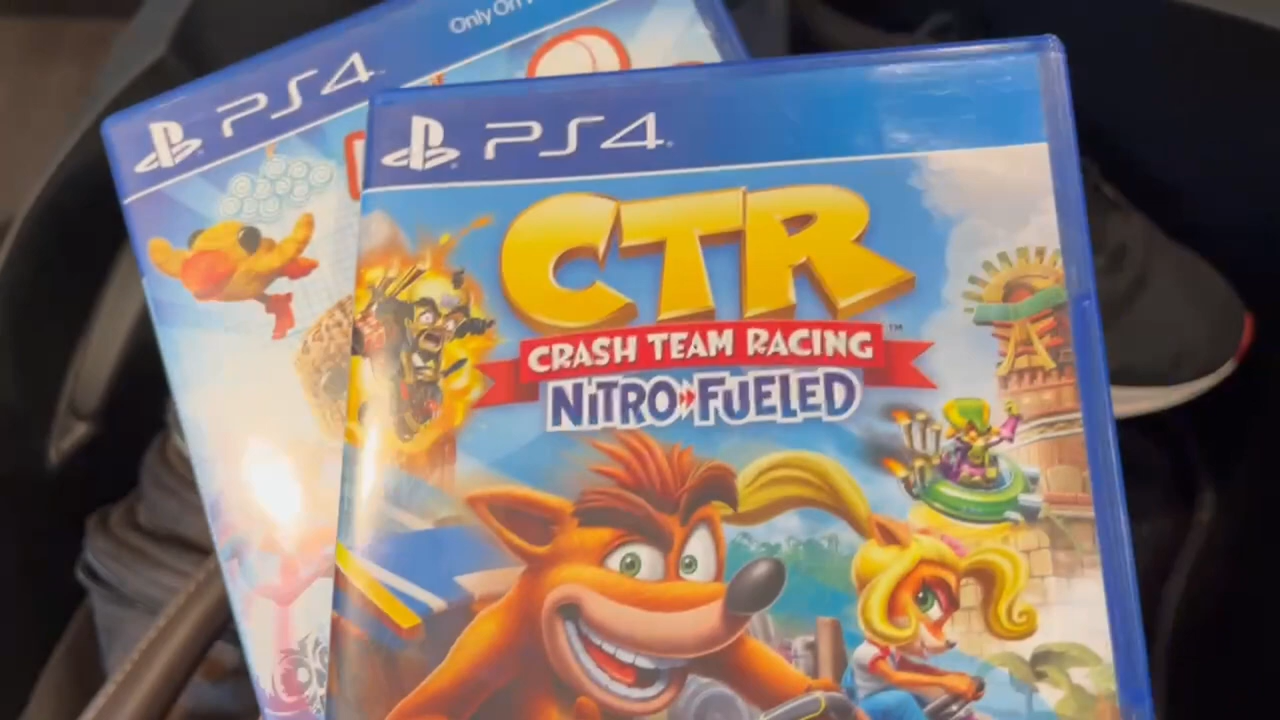 Only On
PS4
PS4
CTR
CRASH TEAM RACING
NITRO FUELED